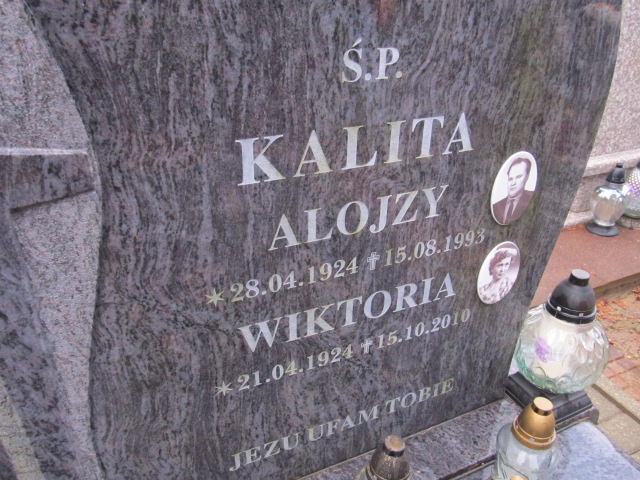 Ś.P.
KALITA
ALOJZY
✶28.04.1924 ✝15.08.1993
WIKTORIA
✶21.04.1924 ✝15.10.2010
JEZU UFAM TOBIE